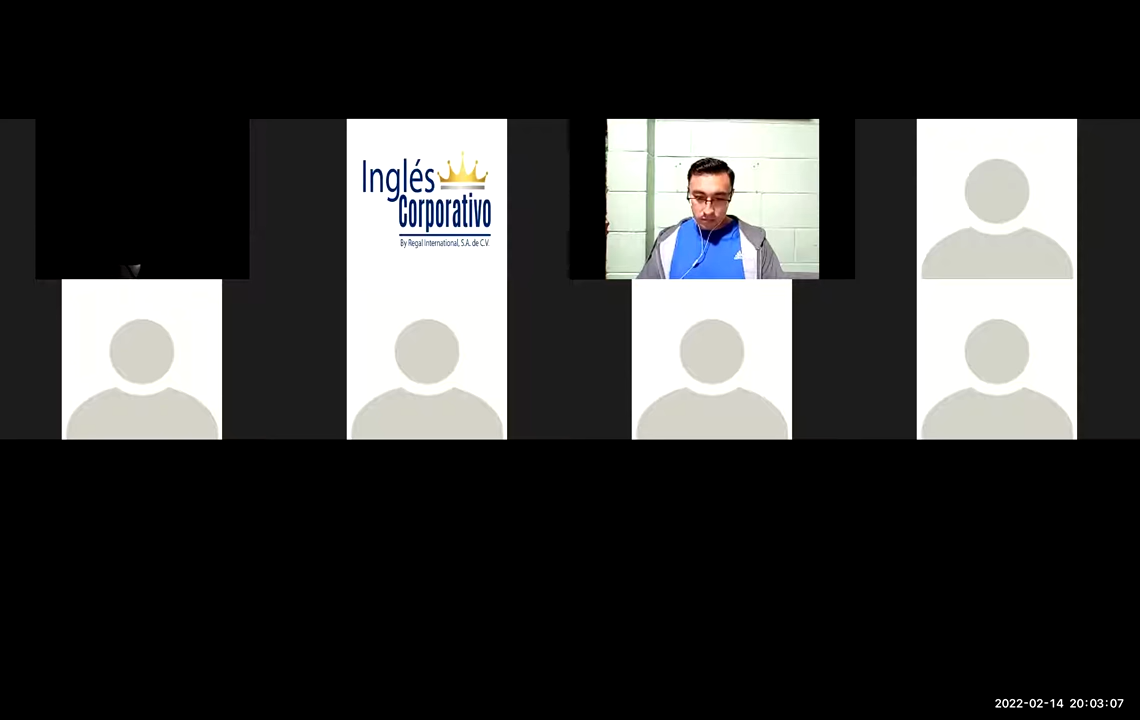 Inglés
Corporativo
By Regal International, S.A. de C.V.
2022-02-14 20:03:07